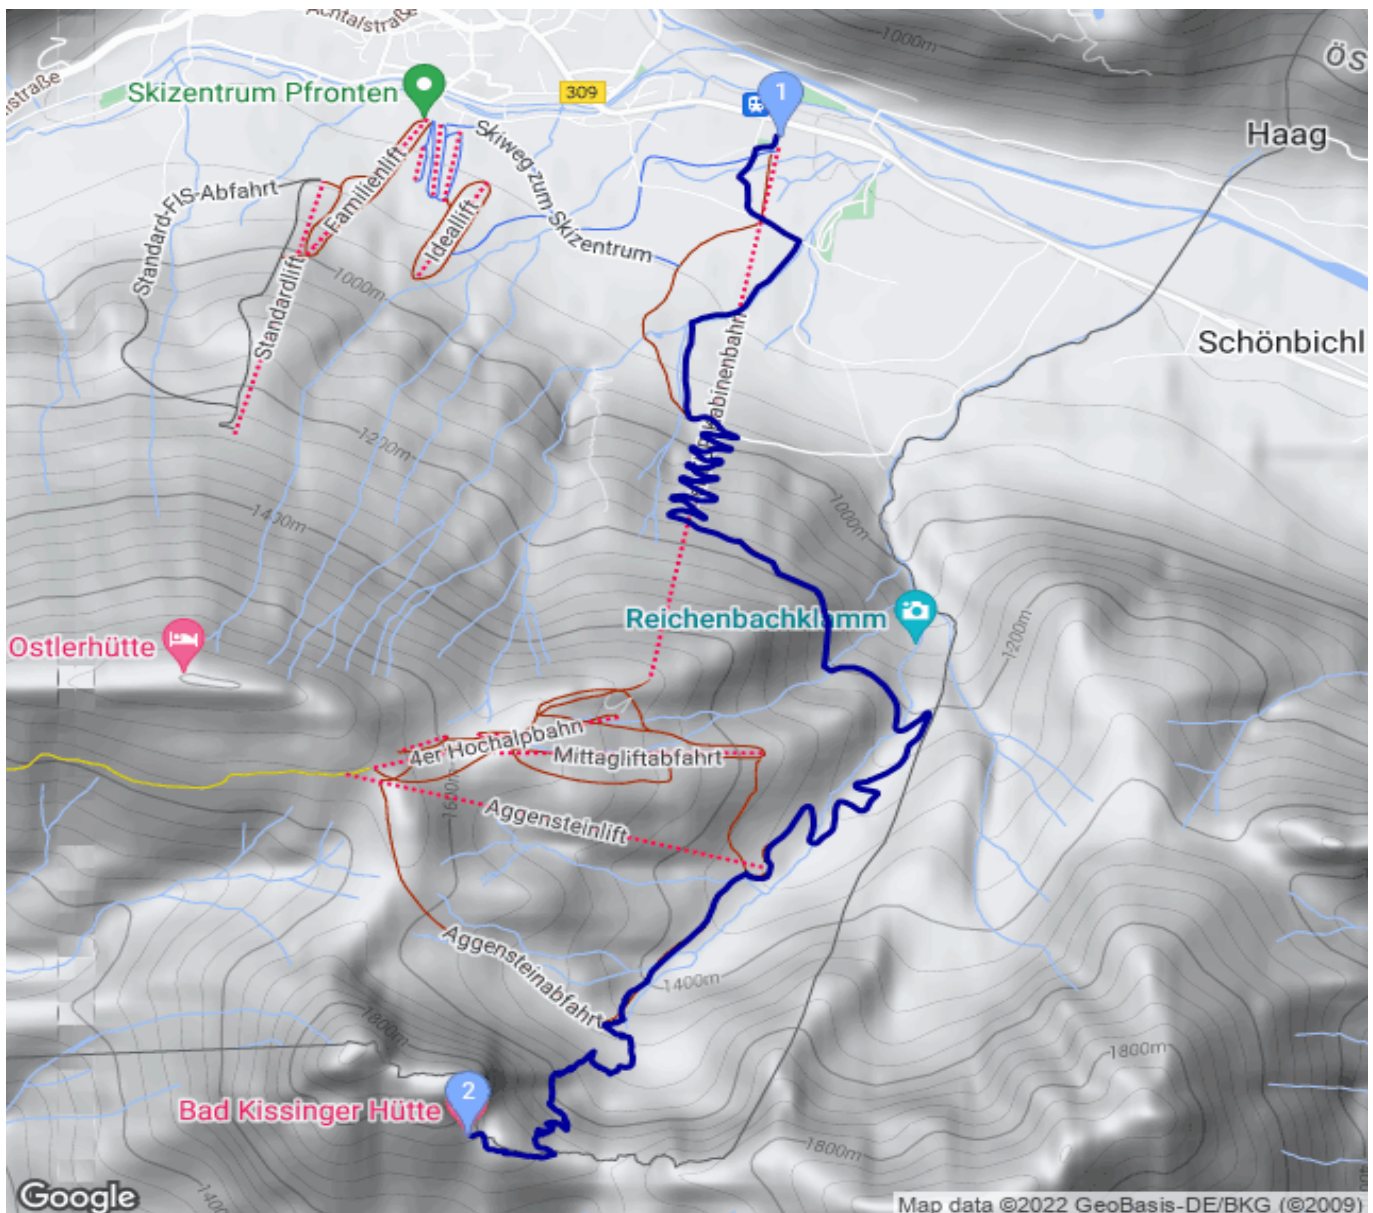 Achtalstraße
ös
1000m
Skizentrum Pfronten
309
1
Haag
Skiweg zum Skizentrum
Familienlift
Standard-FIS-Abfahrt
Ideallift
Standardlift
1000m
Schönbichl
1200m
1400m
1000m
Reichenbachklamm
1200m
Ostlerhütte
4er Hochalpbahn
Mittagliftabfahrt
1600m
Aggensteinlift
Aggensteinabfahrt
1400m
1800m
1800m
2
Bad Kissinger Hütte
1800m
Google
Map data ©2022 GeoBasis-DE/BKG (©2009)